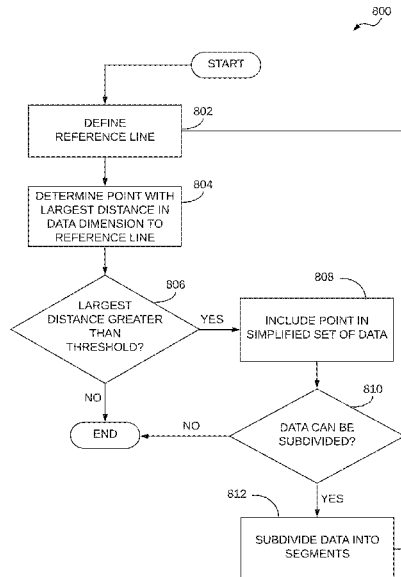 800
START
802
DEFINE
REFERENCE LINE
804
DETERMINE POINT WITH
LARGEST DISTANCE IN
DATA DIMENSION TO
REFERENCE LINE
806
LARGEST
DISTANCE GREATER
THAN
THRESHOLD?
YES
808
INCLUDE POINT IN
SIMPLIFIED SET OF DATA
NO
END
810
DATA CAN BE
SUBDIVIDED?
NO
YES
812
SUBDIVIDE DATA INTO
SEGMENTS